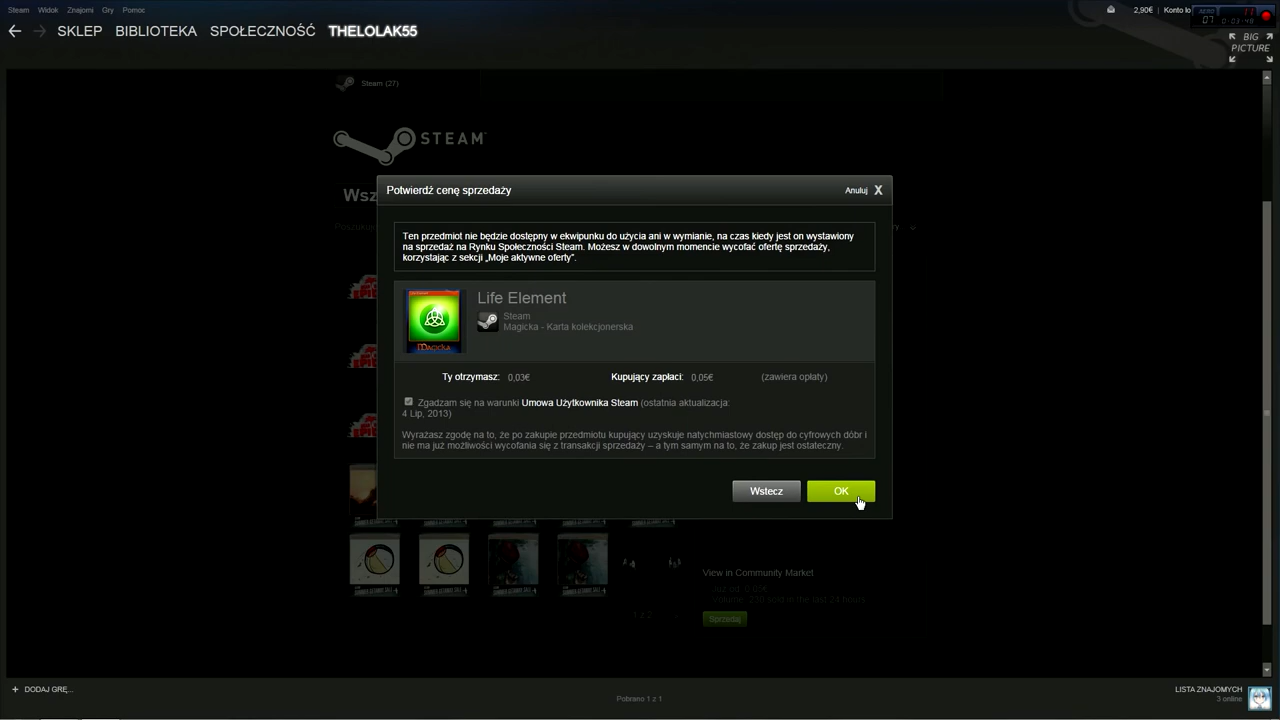 Steam Widok Znajomi Gry Pomoc
2,90€ | Konto lo
SKLEP BIBLIOTEKA SPOŁECZNOŚĆ THELOLAK55
BIG
PICTURE
Steam (27)
STEAM
Potwierdź cenę sprzedaży
Anuluj X
Ten przedmiot nie będzie dostępny w ekwipunku do użycia ani w wymianie, na czas kiedy jest on wystawiony
na sprzedaż na Rynku Społeczności Steam. Możesz w dowolnym momencie wycofać ofertę sprzedaży,
korzystając z sekcji „Moje aktywne oferty”.
Life Element
Steam
Magicka - Karta kolekcjonerska
MAGICKA
Ty otrzymasz: 0,03€ Kupujący zapłaci: 0,05€ (zawiera opłaty)
Zgadzam się na warunki Umowa Użytkownika Steam (ostatnia aktualizacja:
4 Lip, 2013)
Wyrażasz zgodę na to, że po zakupie przedmiotu kupujący uzyskuje natychmiastowy dostęp do cyfrowych dóbr i
nie ma już możliwości wycofania się z transakcji sprzedaży – a tym samym na to, że zakup jest ostateczny.
Wstecz OK
View in Community Market
Sprzedaj
+ DODAJ GRĘ...
Pobrano 1 z 1
LISTA ZNAJOMYCH
3 online